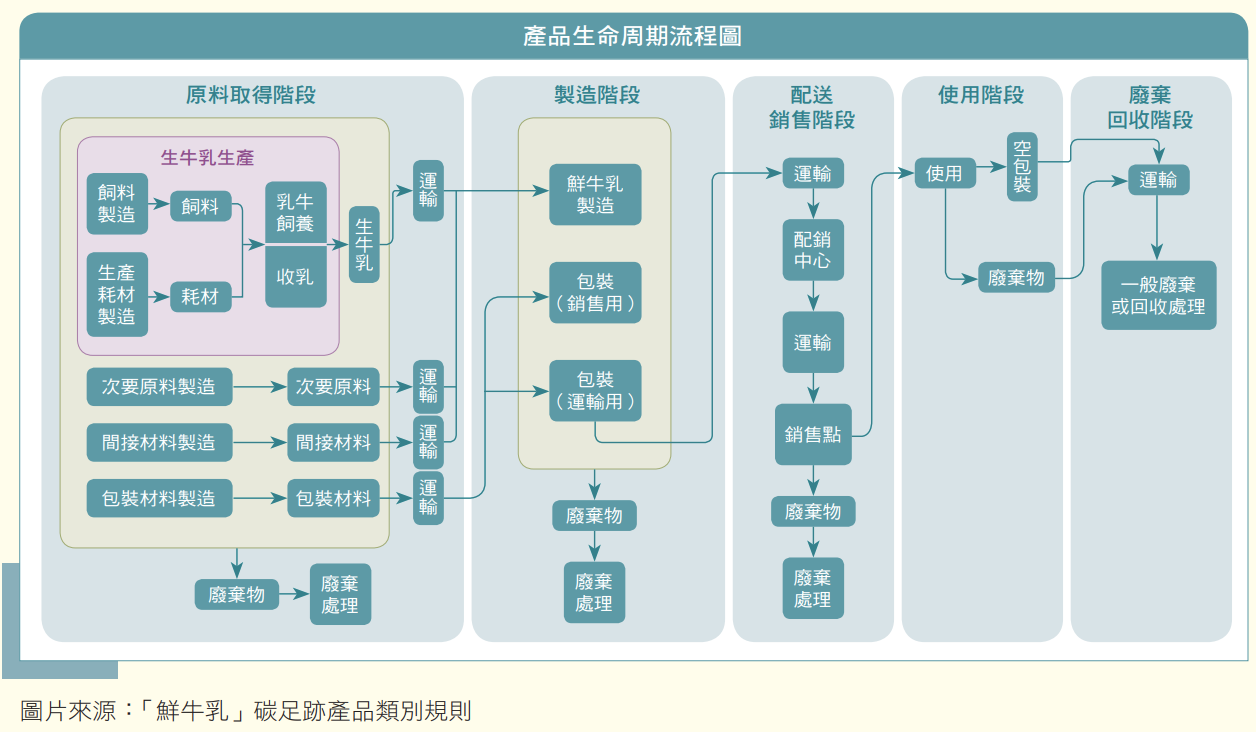 產品生命周期流程圖
原料取得階段
生牛乳生產
飼料
製造
飼料
生產
耗材
製造
耗材
乳牛
飼養
收乳
生牛乳
運輸
次要原料製造
次要原料
運輸
間接材料製造
間接材料
運輸
包裝材料製造
包裝材料
運輸
廢棄物
廢棄
處理
製造階段
鮮牛乳
製造
包裝
（銷售用）
包裝
（運輸用）
廢棄物
廢棄
處理
配送
銷售階段
運輸
配銷
中心
運輸
銷售點
廢棄物
廢棄
處理
使用階段
使用
空包裝
廢棄物
廢棄
回收階段
運輸
一般廢棄
或回收處理
圖片來源：「鮮牛乳」碳足跡產品類別規則